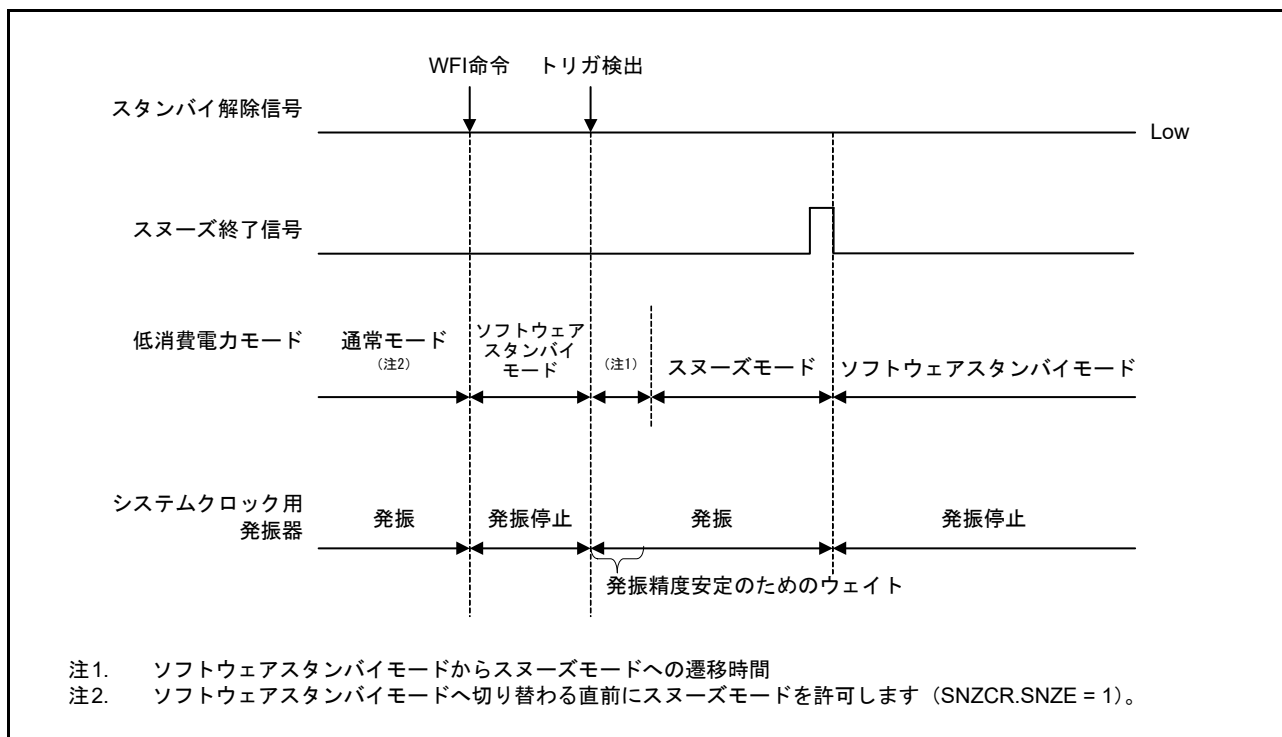 WFI命令 トリガ検出
スタンバイ解除信号
Low
スヌーズ終了信号
低消費電力モード
通常モード
(注2)
ソフトウェア
スタンバイ
モード
(注1)
スヌーズモード
ソフトウェアスタンバイモード
システムクロック用
発振器
発振
発振停止
発振
発振停止
発振精度安定のためのウェイト
注1. ソフトウェアスタンバイモードからスヌーズモードへの遷移時間
注2. ソフトウェアスタンバイモードへ切り替わる直前にスヌーズモードを許可します（SNZCR.SNZE = 1）。